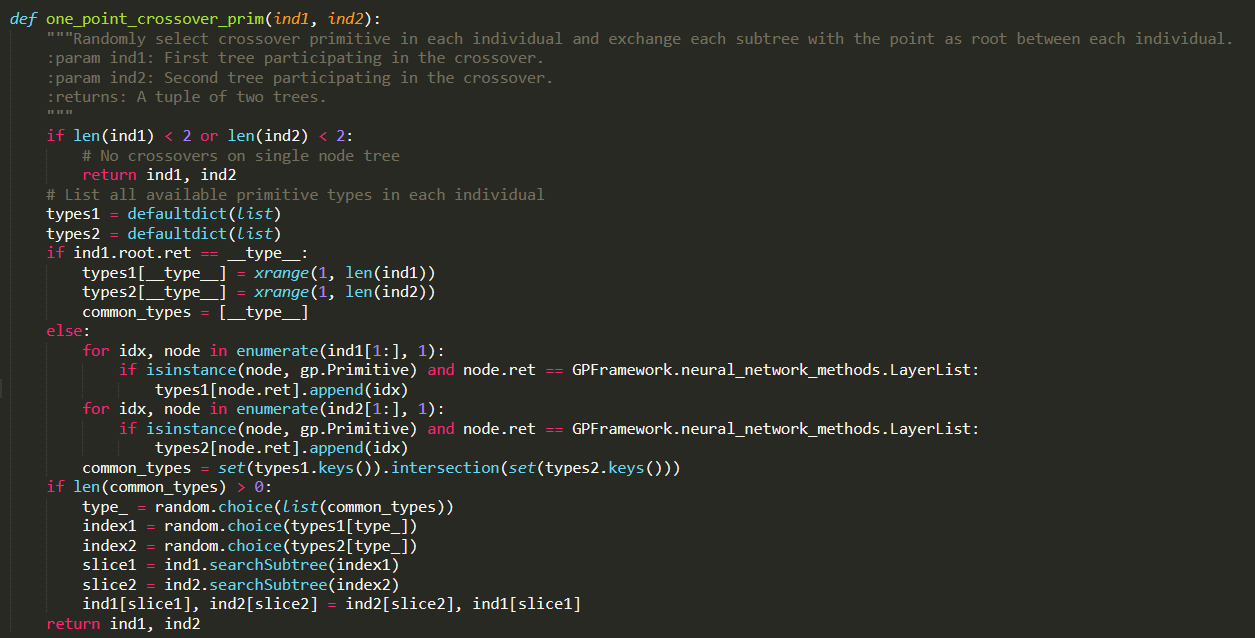 def one_point_crossover_prim(ind1, ind2):
    """Randomly select crossover primitive in each individual and exchange each subtree with the point as root between each individual.
    :param ind1: First tree participating in the crossover.
    :param ind2: Second tree participating in the crossover.
    :returns: A tuple of two trees.
    """
    if len(ind1) < 2 or len(ind2) < 2:
        # No crossovers on single node tree
        return ind1, ind2
    # List all available primitive types in each individual
    types1 = defaultdict(list)
    types2 = defaultdict(list)
    if ind1.root.ret == __type__:
        types1[__type__] = xrange(1, len(ind1))
        types2[__type__] = xrange(1, len(ind2))
        common_types = [__type__]
    else:
        for idx, node in enumerate(ind1[1:], 1):
            if isinstance(node, gp.Primitive) and node.ret == GPFramework.neural_network_methods.LayerList:
                types1[node.ret].append(idx)
        for idx, node in enumerate(ind2[1:], 1):
            if isinstance(node, gp.Primitive) and node.ret == GPFramework.neural_network_methods.LayerList:
                types2[node.ret].append(idx)
        common_types = set(types1.keys()).intersection(set(types2.keys()))
    if len(common_types) > 0:
        type_ = random.choice(list(common_types))
        index1 = random.choice(types1[type_])
        index2 = random.choice(types2[type_])
        slice1 = ind1.searchSubtree(index1)
        slice2 = ind2.searchSubtree(index2)
        ind1[slice1], ind2[slice2] = ind2[slice2], ind1[slice1]
    return ind1, ind2